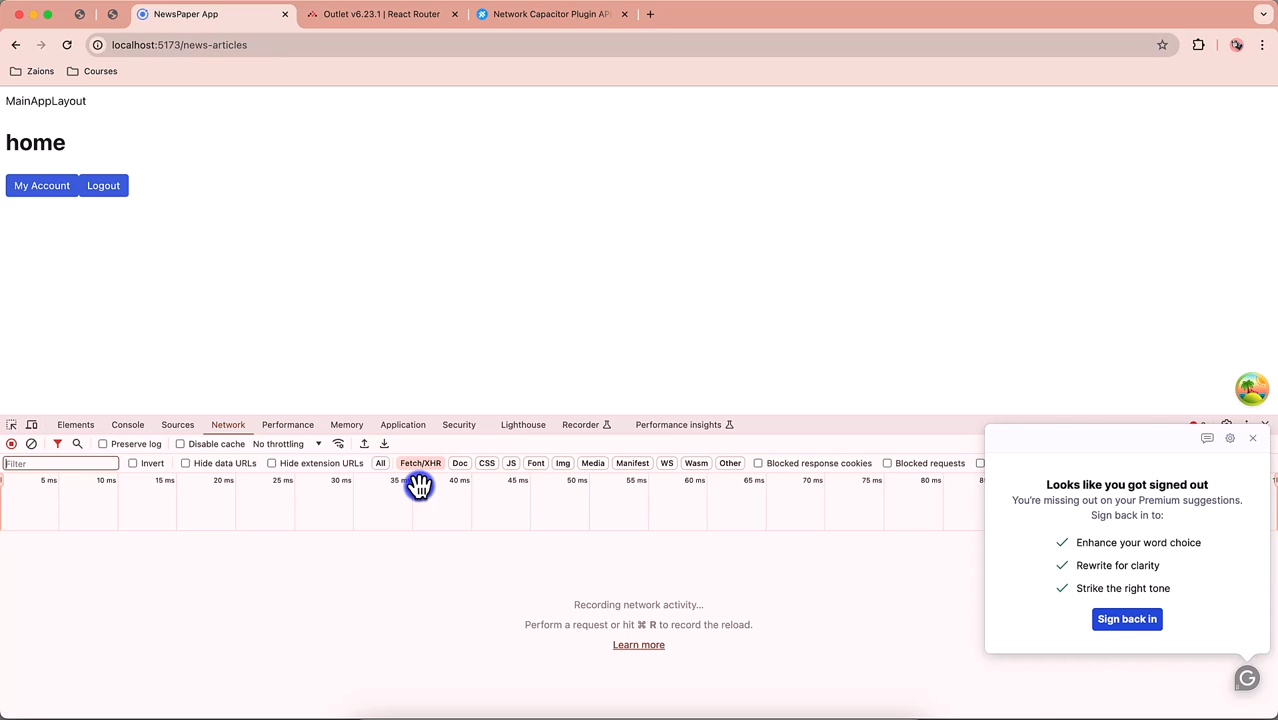 NewsPaper App
Outlet v6.23.1 | React Router
Network Capacitor Plugin API
localhost:5173/news-articles
Zaions
Courses
MainAppLayout
home
My Account
Logout
Elements
Console
Sources
Network
Performance
Memory
Application
Security
Lighthouse
Recorder
Performance insights
Preserve log
Disable cache
No throttling
Filter
Invert
Hide data URLs
Hide extension URLs
All
Fetch/XHR
Doc
CSS
JS
Font
Img
Media
Manifest
WS
Wasm
Other
Blocked response cookies
Blocked requests
5 ms
10 ms
15 ms
20 ms
25 ms
30 ms
35 m
40 ms
45 ms
50 ms
55 ms
60 ms
65 ms
70 ms
75 ms
80 ms
Recording network activity...
Perform a request or hit ⌘ R to record the reload.
Learn more
Looks like you got signed out
You're missing out on your Premium suggestions.
Sign back in to:
Enhance your word choice
Rewrite for clarity
Strike the right tone
Sign back in